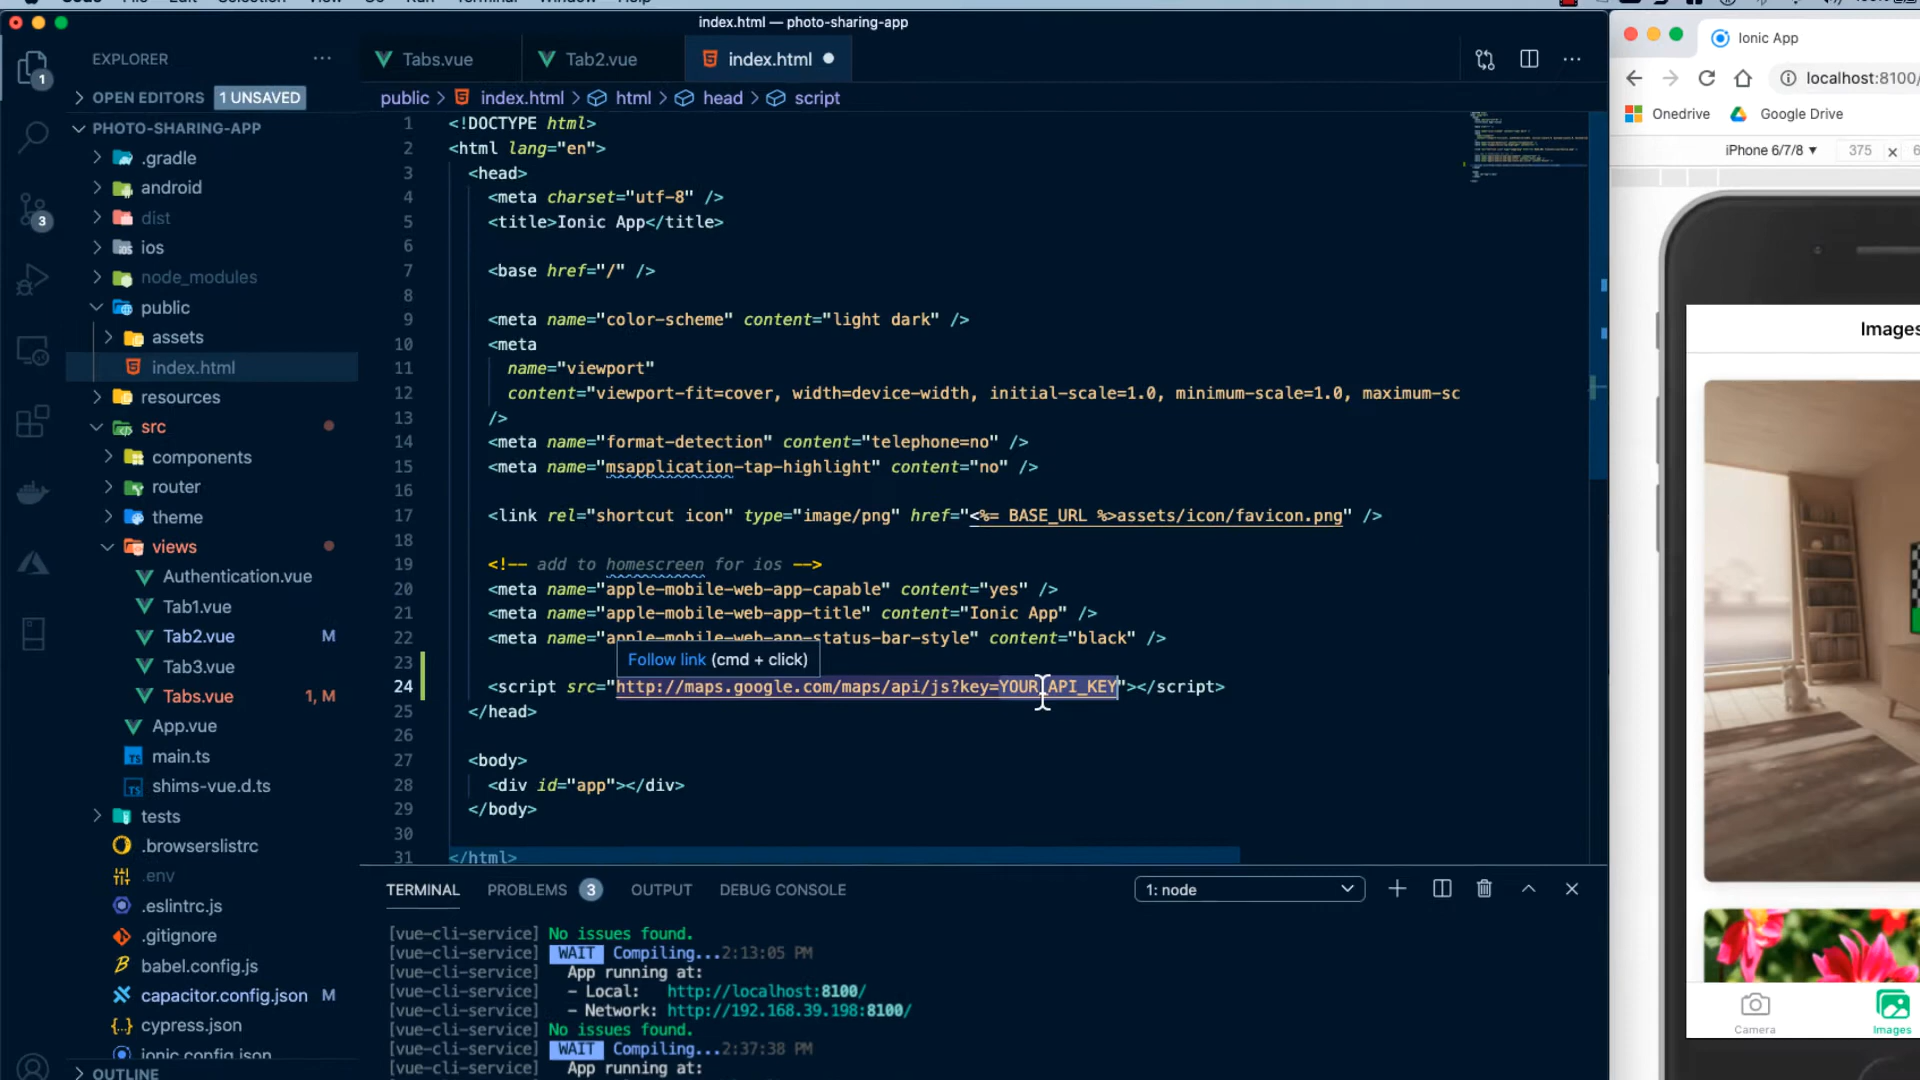 index.html — photo-sharing-app
EXPLORER
···
OPEN EDITORS
1 UNSAVED
PHOTO-SHARING-APP
.gradle
android
dist
ios
node_modules
public
assets
index.html
resources
src
components
router
theme
views
Authentication.vue
Tab1.vue
Tab2.vue M
Tab3.vue
Tabs.vue 1, M
App.vue
main.ts
shims-vue.d.ts
tests
.browserslistrc
.env
.eslintrc.js
.gitignore
babel.config.js
capacitor.config.json M
cypress.json
ionic.config.json
OUTLINE
1
3
Tabs.vue
Tab2.vue
index.html
public > index.html > html > head > script
1 <!DOCTYPE html>
2 <html lang="en">
3 <head>
4 <meta charset="utf-8" />
5 <title>Ionic App</title>
6
7 <base href="/" />
8
9 <meta name="color-scheme" content="light dark" />
10 <meta
11 name="viewport"
12 content="viewport-fit=cover, width=device-width, initial-scale=1.0, minimum-scale=1.0, maximum-sc
13 />
14 <meta name="format-detection" content="telephone=no" />
15 <meta name="msapplication-tap-highlight" content="no" />
16
17 <link rel="shortcut icon" type="image/png" href="<%= BASE_URL %>assets/icon/favicon.png" />
18
19 <!-- add to homescreen for ios -->
20 <meta name="apple-mobile-web-app-capable" content="yes" />
21 <meta name="apple-mobile-web-app-title" content="Ionic App" />
22 <meta name="apple-mobile-web-app-status-bar-style" content="black" />
23
Follow link (cmd + click)
24 <script src="http://maps.google.com/maps/api/js?key=YOUR_API_KEY"></script>
25 </head>
26
27 <body>
28 <div id="app"></div>
29 </body>
30
31 </html>
TERMINAL
PROBLEMS 3
OUTPUT
DEBUG CONSOLE
1: node
[vue-cli-service] No issues found.
[vue-cli-service] WAIT Compiling...2:13:05 PM
[vue-cli-service] App running at:
[vue-cli-service] - Local: http://localhost:8100/
[vue-cli-service] - Network: http://192.168.39.198:8100/
[vue-cli-service] No issues found.
[vue-cli-service] WAIT Compiling...2:37:38 PM
[vue-cli-service] App running at:
Ionic App
localhost:8100/
Onedrive
Google Drive
iPhone 6/7/8
375
Images
Camera
Images